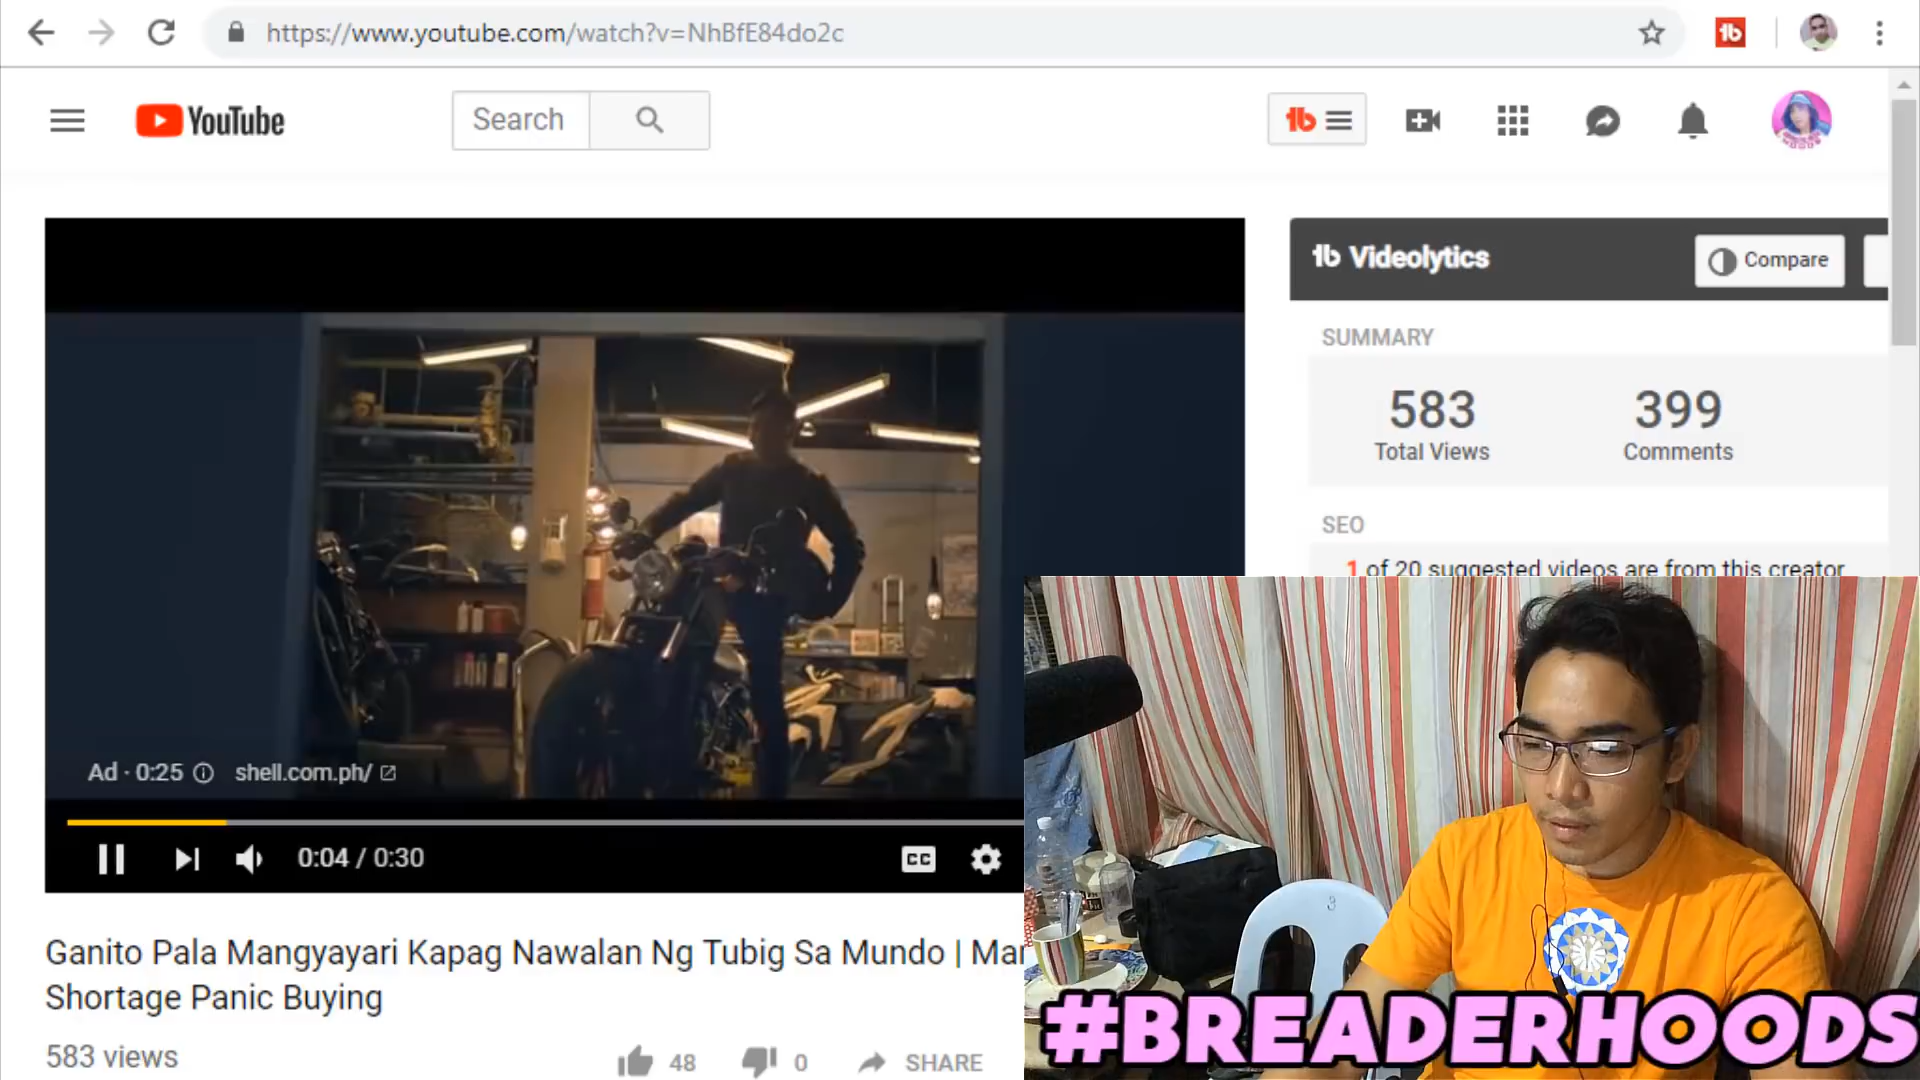 https://www.youtube.com/watch?v=NhBfE84do2c
YouTube
Search
Videolytics
Compare
SUMMARY
583
399
Total Views
Comments
SEO
1 of 20 suggested videos are from this creator
Ad · 0:25
shell.com.ph/
0:04 / 0:30
CC
Ganito Pala Mangyayari Kapag Nawalan Ng Tubig Sa Mundo |
Shortage Panic Buying
583 views
48
0
SHARE
3
#BREADERHOODS